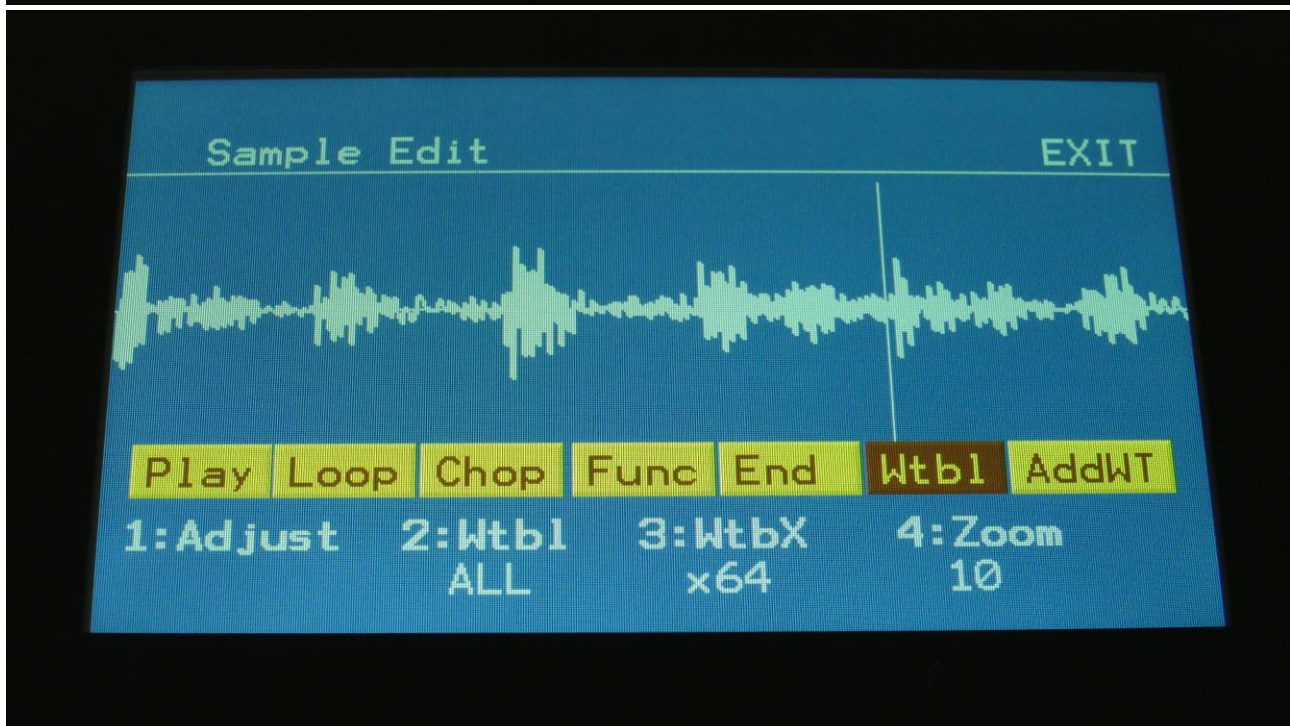 Sample Edit EXIT
Play Loop Chop Func End Wtbl AddWT
1:Adjust 2:Wtbl 3:WtbX 4:Zoom
ALL x64 10